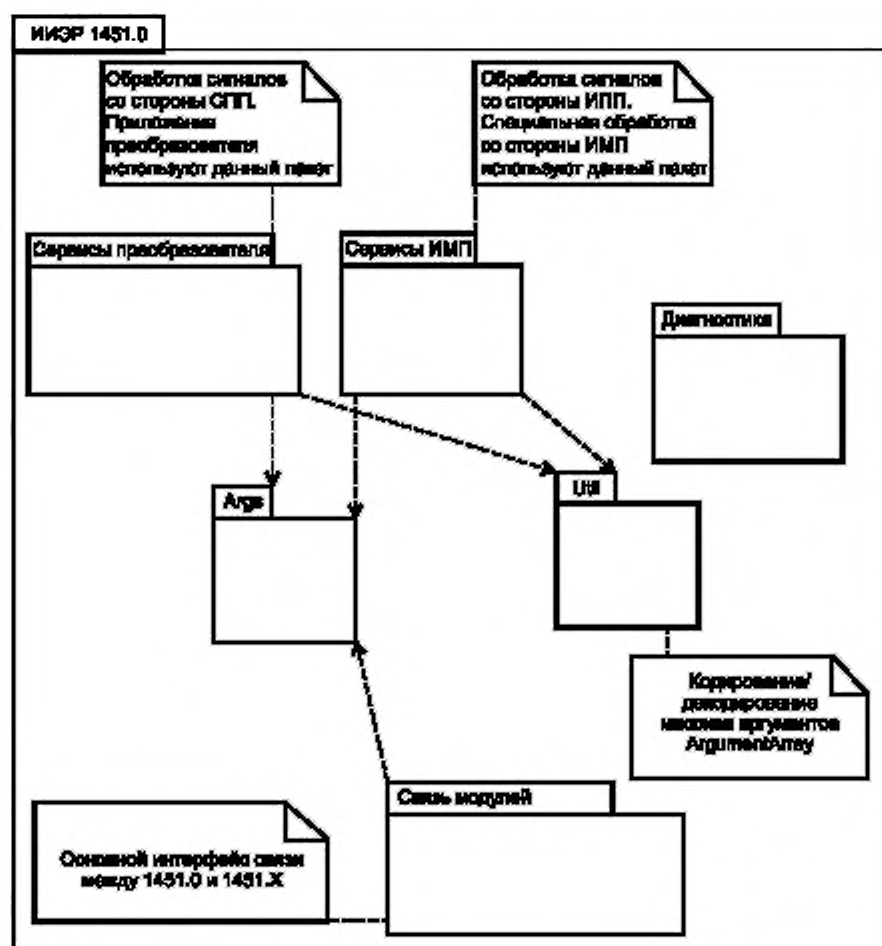 ИИЭР 1451.0
Обработка сигналов
со стороны СПП.
Приложения
преобразователя
используют данный пакет
Обработка сигналов
со стороны ИПП.
Специальная обработка
со стороны ИМП
используют данный пакет
Сервисы преобразователя
Сервисы ИМП
Диагностика
Args
Util
Кодирование/
декодирование
массива аргументов
ArgumentArray
Связь модулей
Основной интерфейс связи
между 1451.0 и 1451.X